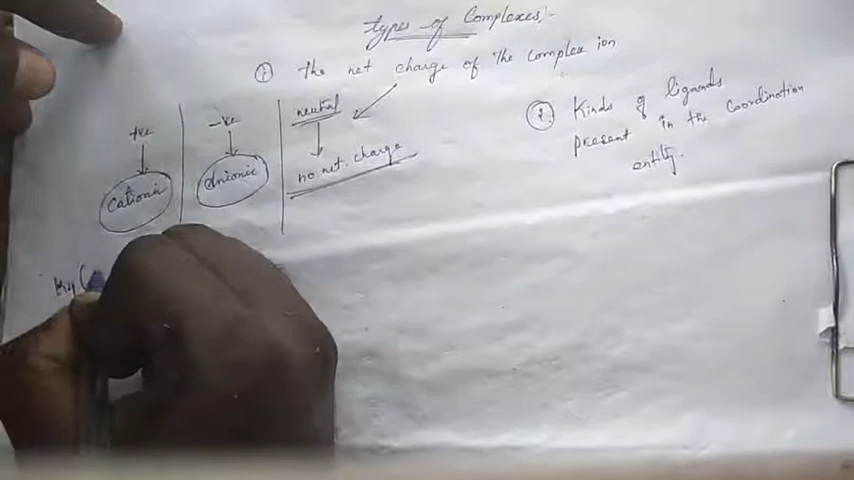 types of Complexes:
① the net charge of the complex ion
+ve
-ve
neutral
cationic
anionic
no net charge
② Kinds of ligands
present in the coordination
entity.